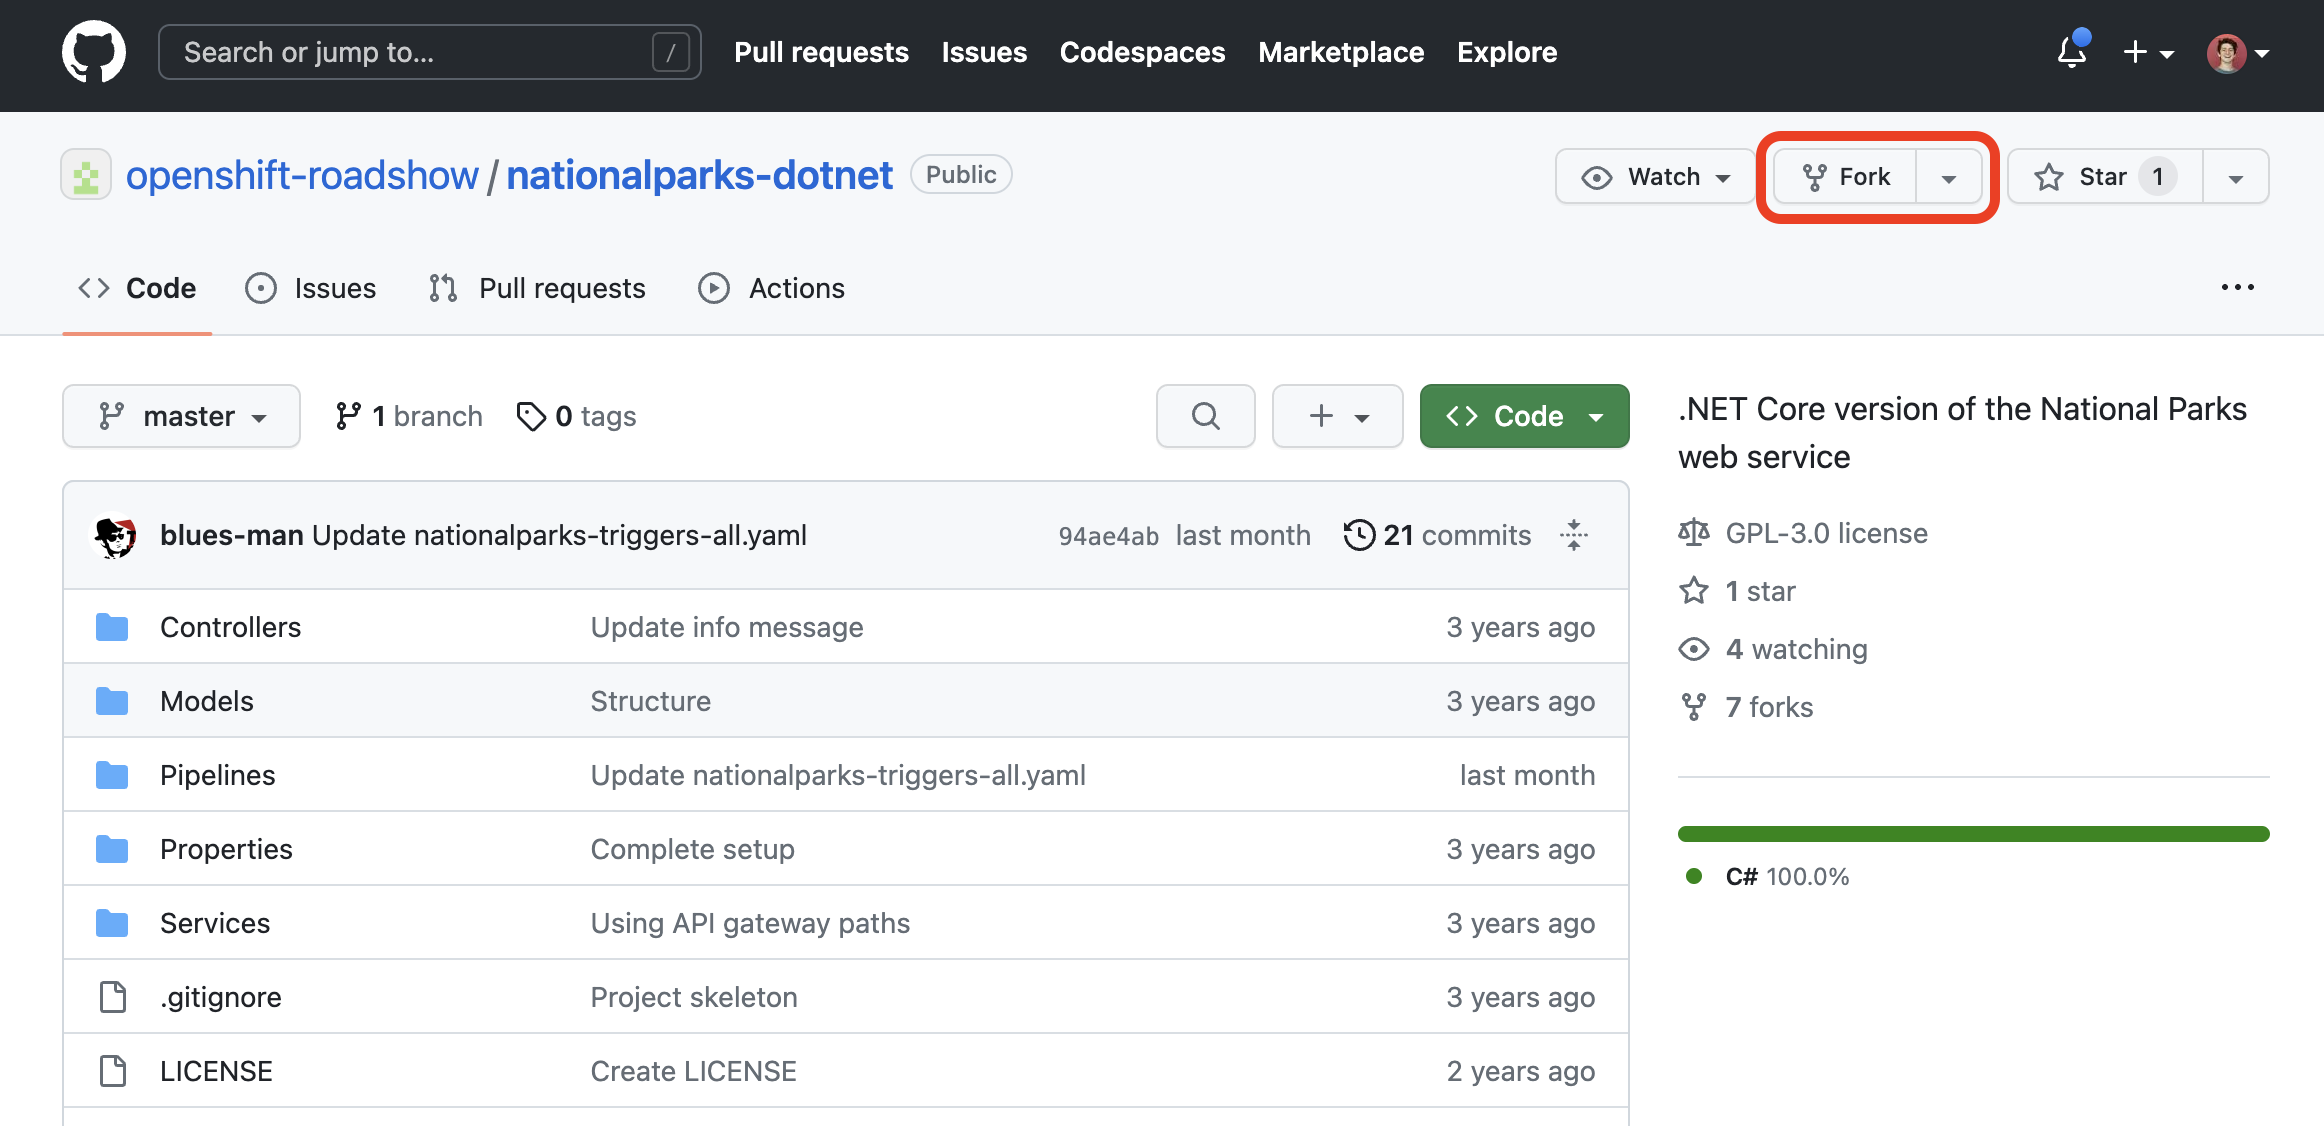 Search or jump to... / Pull requests Issues Codespaces Marketplace Explore
openshift-roadshow / nationalparks-dotnet Public Watch Fork Star 1
Code Issues Pull requests Actions
master 1 branch 0 tags Code
blues-man Update nationalparks-triggers-all.yaml 94ae4ab last month 21 commits
Controllers Update info message 3 years ago
Models Structure 3 years ago
Pipelines Update nationalparks-triggers-all.yaml last month
Properties Complete setup 3 years ago
Services Using API gateway paths 3 years ago
.gitignore Project skeleton 3 years ago
LICENSE Create LICENSE 2 years ago
.NET Core version of the National Parks
web service
GPL-3.0 license
1 star
4 watching
7 forks
C# 100.0%